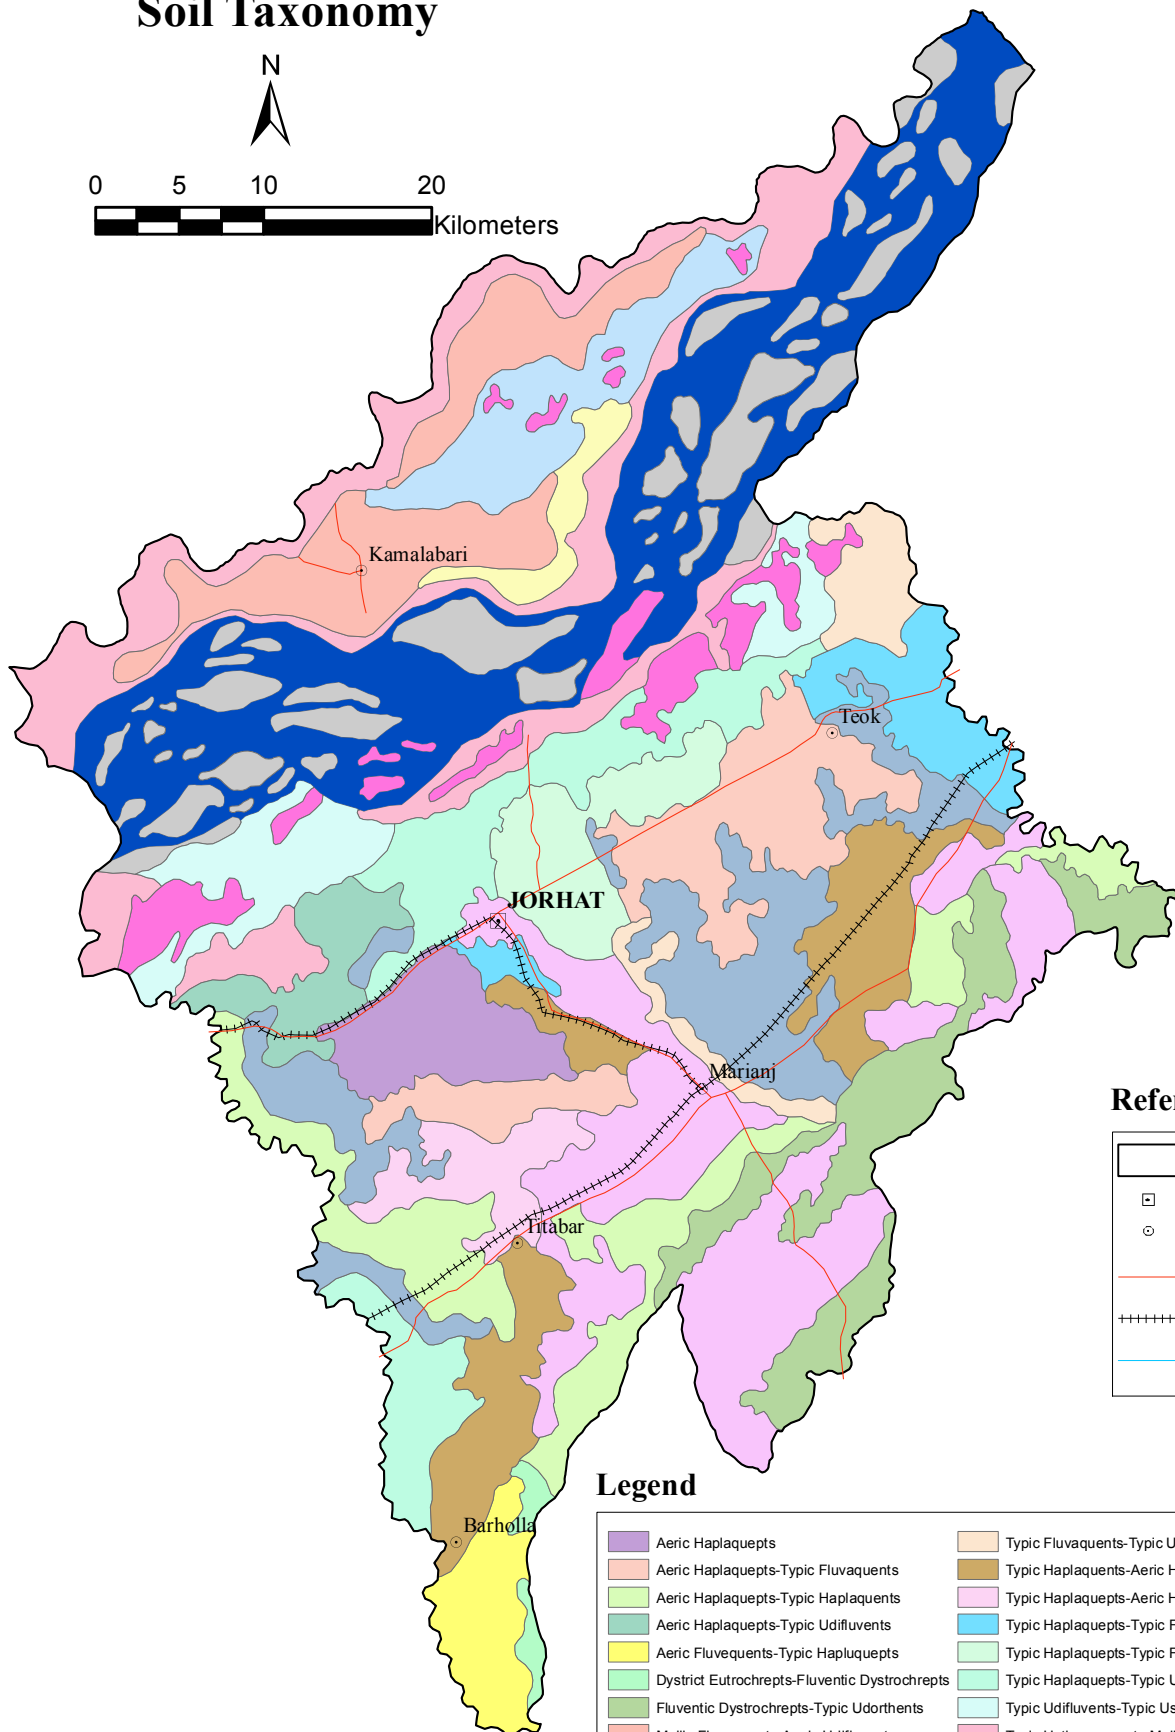 Soil Taxonomy
N
0 5 10 20
Kilometers
Kamalabari
Teok
JORHAT
Marianj
Titabar
Barholla
Legend
Aeric Haplaquepts
Aeric Haplaquepts-Typic Fluvaquents
Aeric Haplaquepts-Typic Haplaquents
Aeric Haplaquepts-Typic Udifluvents
Aeric Fluvequents-Typic Hapluquepts
Dystrict Eutrochrepts-Fluventic Dystrochrepts
Fluventic Dystrochrepts-Typic Udorthents
Typic Fluvaquents-Typic U
Typic Haplaquents-Aeric H
Typic Haplaquepts-Aeric H
Typic Haplaquepts-Typic F
Typic Haplaquepts-Typic F
Typic Haplaquepts-Typic U
Typic Udifluvents-Typic Us
Refer